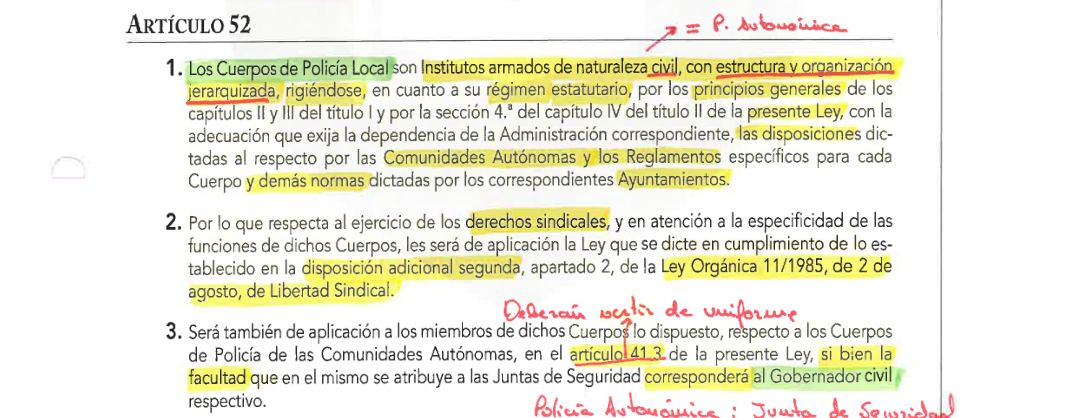 ARTÍCULO 52
= P. Autonómica
1. Los Cuerpos de Policía Local son Institutos armados de naturaleza civil, con estructura y organización
jerarquizada, rigiéndose, en cuanto a su régimen estatutario, por los principios generales de los
capítulos II y III del título I y por la sección 4.ª del capítulo IV del título II de la presente Ley, con la
adecuación que exija la dependencia de la Administración correspondiente, las disposiciones dic-
tadas al respecto por las Comunidades Autónomas y los Reglamentos específicos para cada
Cuerpo y demás normas dictadas por los correspondientes Ayuntamientos.
2. Por lo que respecta al ejercicio de los derechos sindicales, y en atención a la especificidad de las
funciones de dichos Cuerpos, les será de aplicación la Ley que se dicte en cumplimiento de lo es-
tablecido en la disposición adicional segunda, apartado 2, de la Ley Orgánica 11/1985, de 2 de
agosto, de Libertad Sindical.
Deberán vestir de uniforme
3. Será también de aplicación a los miembros de dichos Cuerpos lo dispuesto, respecto a los Cuerpos
de Policía de las Comunidades Autónomas, en el artículo 41.3 de la presente Ley, si bien la
facultad que en el mismo se atribuye a las Juntas de Seguridad corresponderá al Gobernador civil
respectivo.
Policía Autonómica : Junta de Seguridad